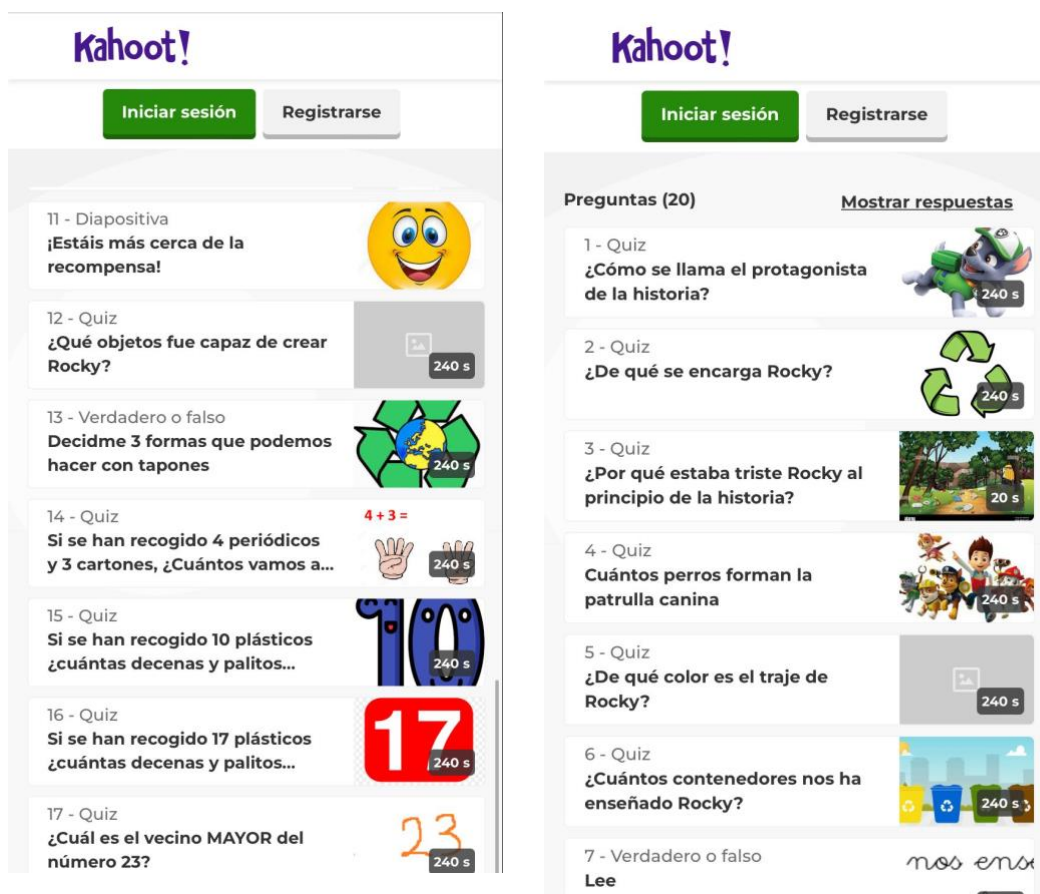 Kahoot!
Iniciar sesión
Registrarse
11 - Diapositiva
¡Estáis más cerca de la
recompensa!
12 - Quiz
¿Qué objetos fue capaz de crear
Rocky?
240 s
13 - Verdadero o falso
Decidme 3 formas que podemos
hacer con tapones
240 s
14 - Quiz
Si se han recogido 4 periódicos
y 3 cartones, ¿Cuántos vamos a...
4 + 3 =
240 s
15 - Quiz
Si se han recogido 10 plásticos
¿cuántas decenas y palitos...
10
240 s
16 - Quiz
Si se han recogido 17 plásticos
¿cuántas decenas y palitos...
17
240 s
17 - Quiz
¿Cuál es el vecino MAYOR del
número 23?
23
240 s
Kahoot!
Iniciar sesión
Registrarse
Preguntas (20)
Mostrar respuestas
1 - Quiz
¿Cómo se llama el protagonista
de la historia?
240 s
2 - Quiz
¿De qué se encarga Rocky?
240 s
3 - Quiz
¿Por qué estaba triste Rocky al
principio de la historia?
20 s
4 - Quiz
Cuántos perros forman la
patrulla canina
240 s
5 - Quiz
¿De qué color es el traje de
Rocky?
240 s
6 - Quiz
¿Cuántos contenedores nos ha
enseñado Rocky?
240 s
7 - Verdadero o falso
Lee
nos ense